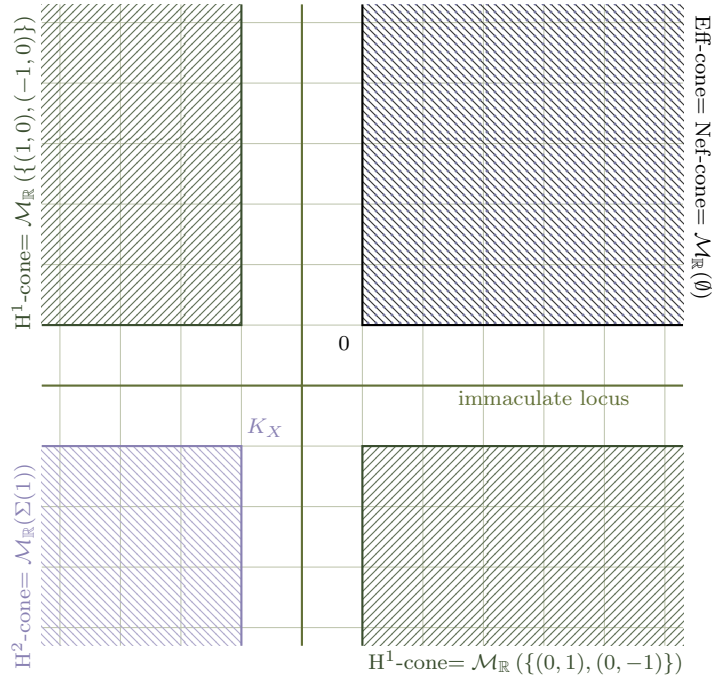 H¹-cone= ℳ_ℝ ({(1, 0), (−1, 0)})
Eff-cone= Nef-cone= ℳ_ℝ(∅)
0
immaculate locus
K_X
H²-cone= ℳ_ℝ(Σ(1))
H¹-cone= ℳ_ℝ ({(0, 1), (0, −1)})